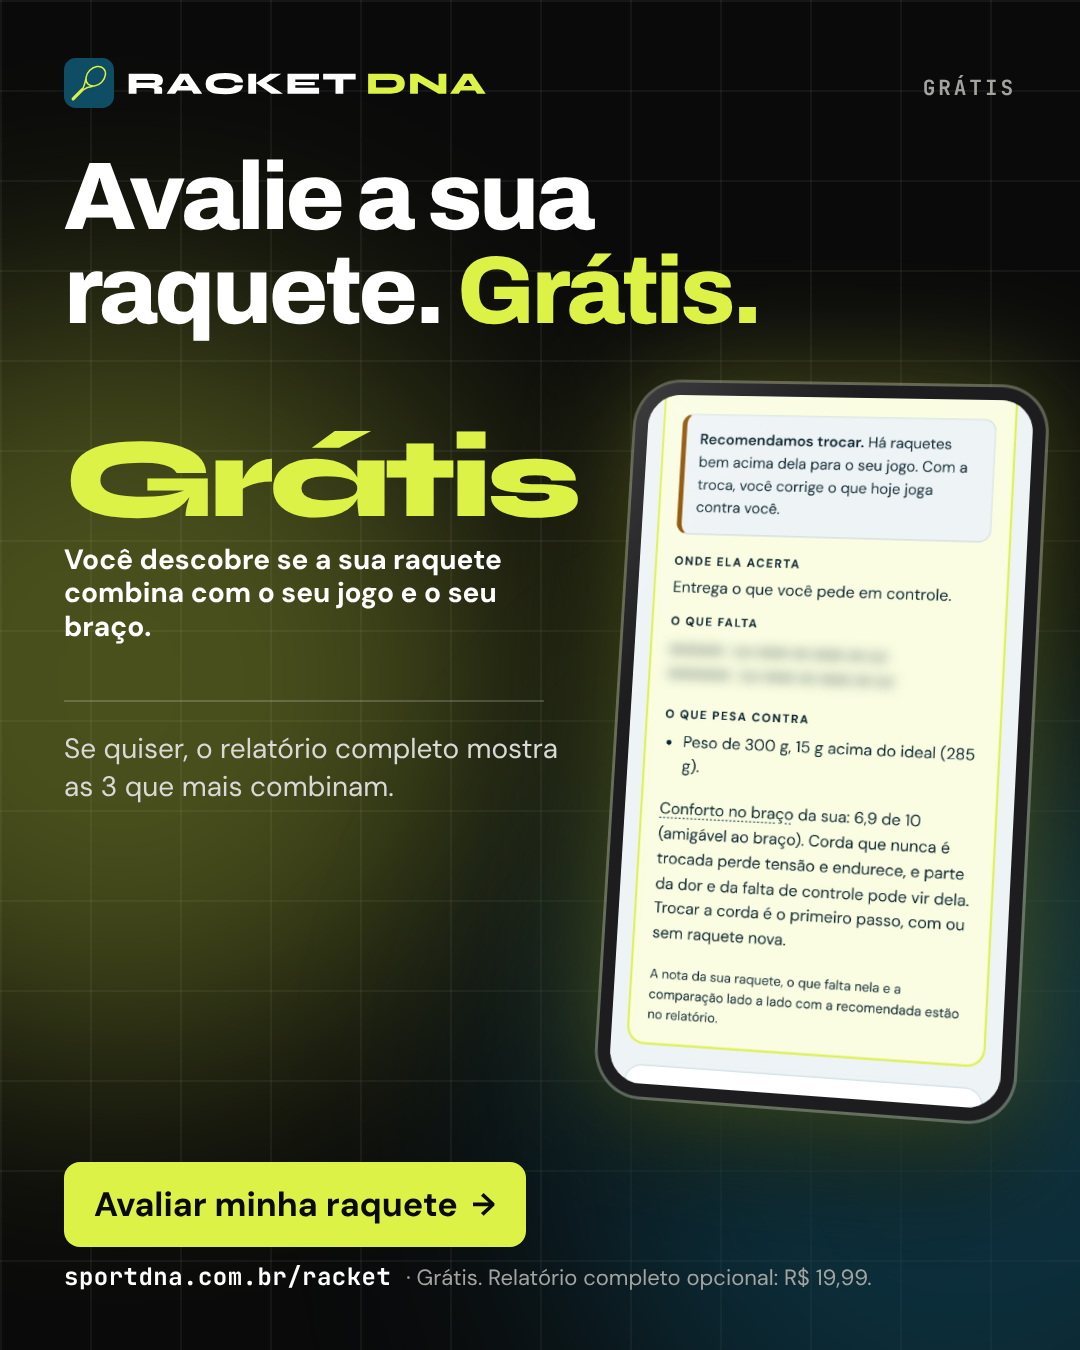 RACKET DNA
GRÁTIS
Avalie a sua
raquete. Grátis.
Grátis
Você descobre se a sua raquete
combina com o seu jogo e o seu
braço.
Se quiser, o relatório completo mostra
as 3 que mais combinam.
Recomendamos trocar. Há raquetes
bem acima dela para o seu jogo. Com a
troca, você corrige o que hoje joga
contra você.
ONDE ELA ACERTA
Entrega o que você pede em controle.
O QUE FALTA
O QUE PESA CONTRA
• Peso de 300 g, 15 g acima do ideal (285
g).
Conforto no braço da sua: 6,9 de 10
(amigável ao braço). Corda que nunca é
trocada perde tensão e endurece, e parte
da dor e da falta de controle pode vir dela.
Trocar a corda é o primeiro passo, com ou
sem raquete nova.
A nota da sua raquete, o que falta nela e a
comparação lado a lado com a recomendada estão
no relatório.
Avaliar minha raquete →
sportdna.com.br/racket · Grátis. Relatório completo opcional: R$ 19,99.